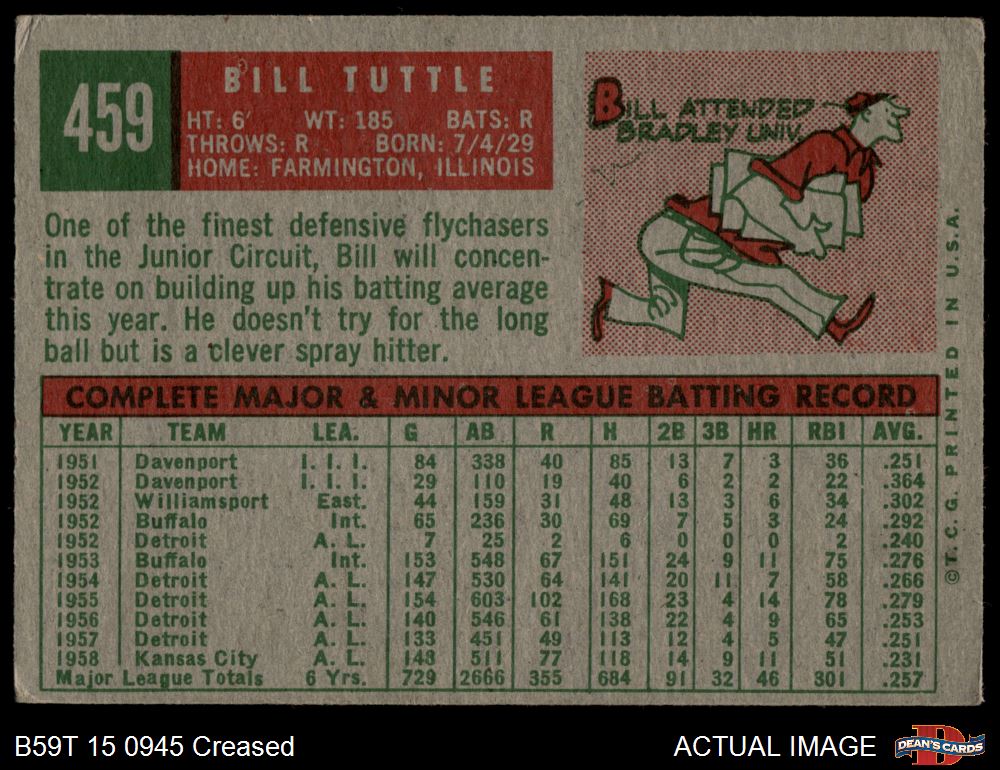 459
BILL TUTTLE
HT: 6' WT: 185 BATS: R
THROWS: R BORN: 7/4/29
HOME: FARMINGTON, ILLINOIS
BILL ATTENDED
BRADLEY UNIV.
One of the finest defensive flychasers
in the Junior Circuit, Bill will concen-
trate on building up his batting average
this year. He doesn't try for the long
ball but is a clever spray hitter.
COMPLETE MAJOR & MINOR LEAGUE BATTING RECORD
YEAR TEAM LEA. G AB R H 2B 3B HR RBI AVG.
1951 Davenport I. I. I. 84 338 40 85 13 7 3 36 .251
1952 Davenport I. I. I. 29 110 19 40 6 2 2 22 .364
1952 Williamsport East. 44 159 31 48 13 3 6 34 .302
1952 Buffalo Int. 65 236 30 69 7 5 3 24 .292
1952 Detroit A. L. 7 25 2 6 0 0 0 2 .240
1953 Buffalo Int. 153 548 67 151 24 9 11 75 .276
1954 Detroit A. L. 147 530 64 141 20 11 7 58 .266
1955 Detroit A. L. 154 603 102 168 23 4 14 78 .279
1956 Detroit A. L. 140 546 61 138 22 4 9 65 .253
1957 Detroit A. L. 133 451 49 113 12 4 5 47 .251
1958 Kansas City A. L. 148 511 77 118 14 9 11 51 .231
Major League Totals 6 Yrs. 729 2666 355 684 91 32 46 301 .257
©T.C.G. PRINTED IN U.S.A.
B59T 15 0945 Creased
ACTUAL IMAGE
DEAN'S CARDS